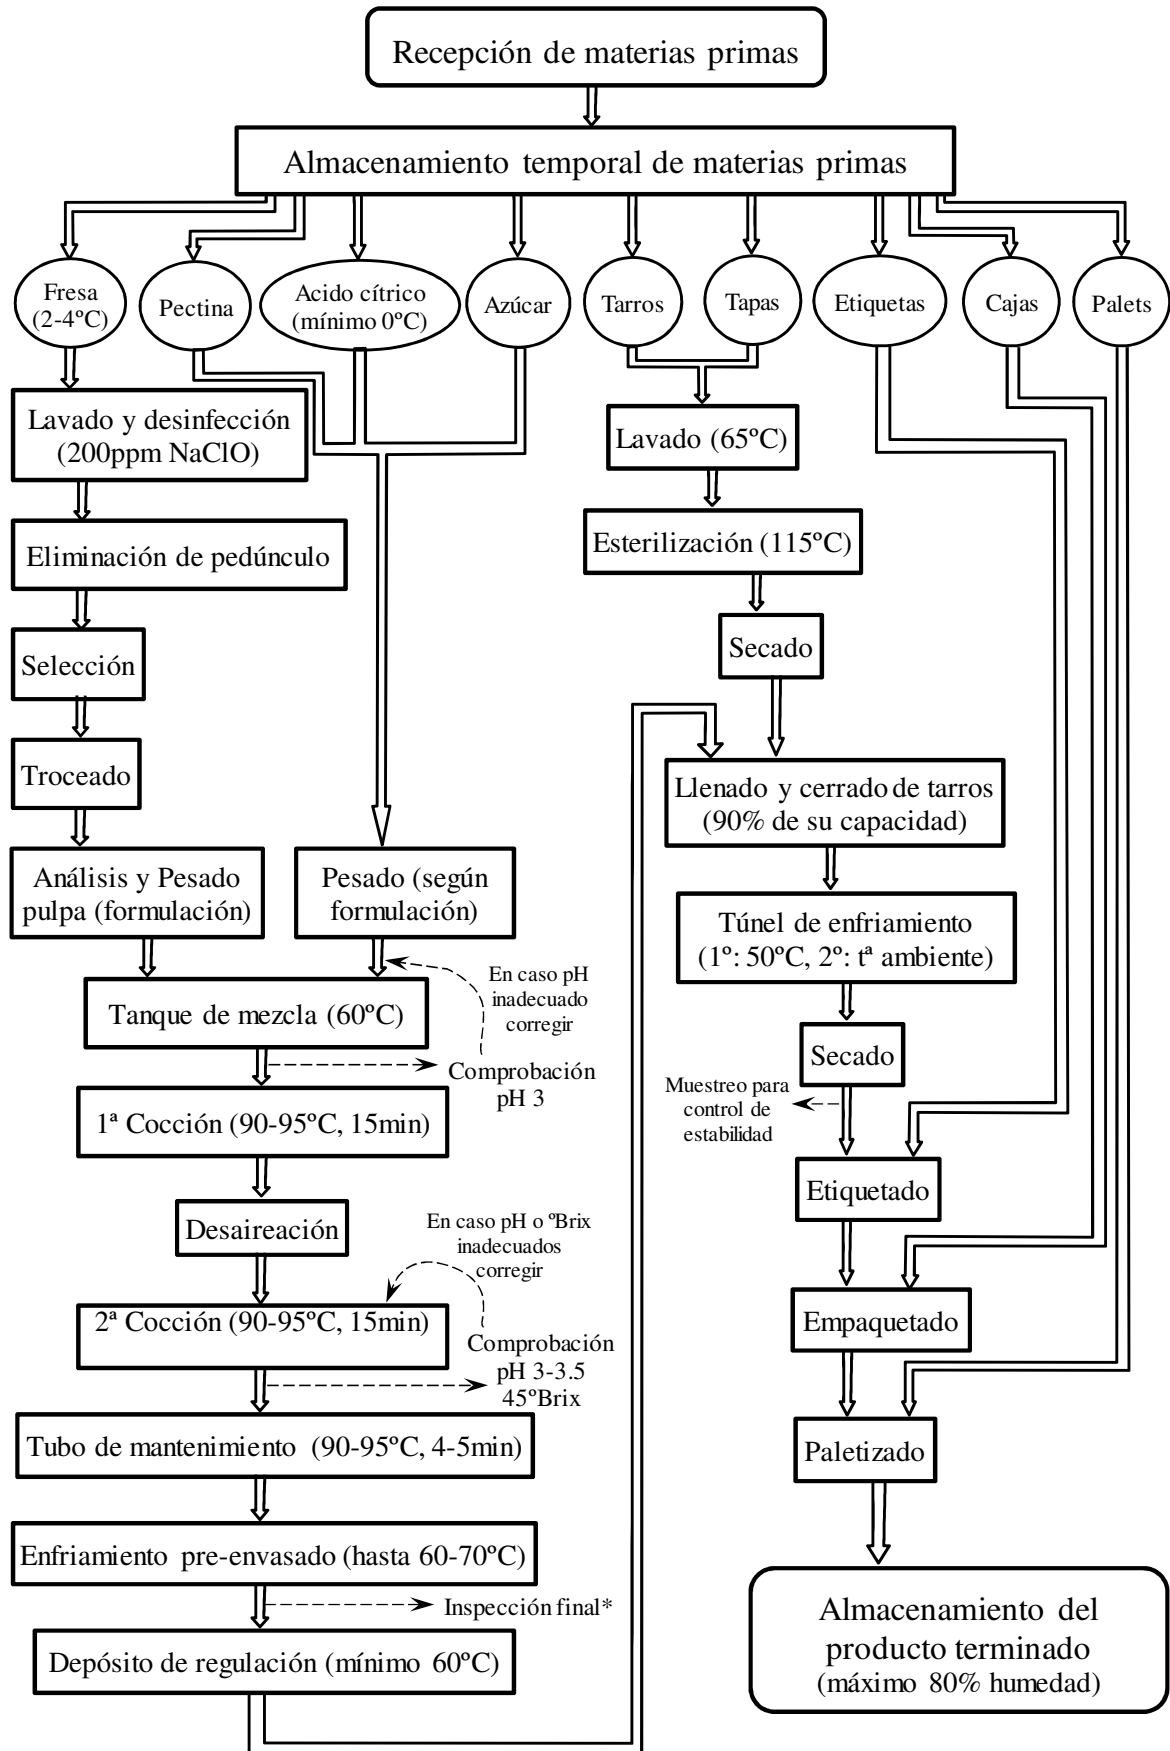 Recepción de materias primas
Almacenamiento temporal de materias primas
Fresa
(2-4ºC)
Pectina
Acido cítrico
(mínimo 0ºC)
Azúcar
Tarros
Tapas
Etiquetas
Cajas
Palets
Lavado y desinfección
(200ppm NaClO)
Eliminación de pedúnculo
Selección
Troceado
Análisis y Pesado
pulpa (formulación)
Pesado (según
formulación)
En caso pH
inadecuado
corregir
Tanque de mezcla (60ºC)
Comprobación
pH 3
1ª Cocción (90-95ºC, 15min)
Desaireación
En caso pH o ºBrix
inadecuados
corregir
2ª Cocción (90-95ºC, 15min)
Comprobación
pH 3-3.5
45ºBrix
Tubo de mantenimiento (90-95ºC, 4-5min)
Enfriamiento pre-envasado (hasta 60-70ºC)
Inspección final*
Depósito de regulación (mínimo 60ºC)
Lavado (65ºC)
Esterilización (115ºC)
Secado
Llenado y cerrado de tarros
(90% de su capacidad)
Túnel de enfriamiento
(1º: 50ºC, 2º: tª ambiente)
Secado
Muestreo para
control de
estabilidad
Etiquetado
Empaquetado
Paletizado
Almacenamiento del
producto terminado
(máximo 80% humedad)